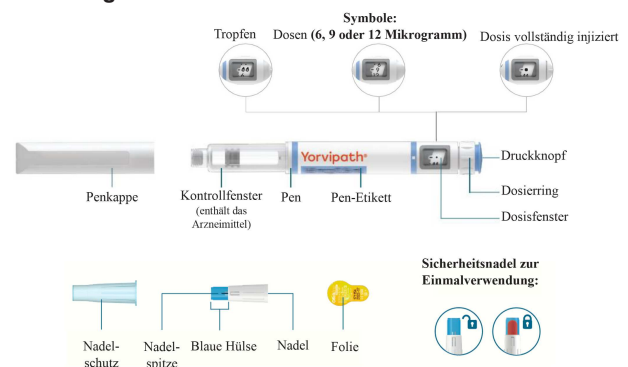 Symbole:
Tropfen
Dosen (6, 9 oder 12 Mikrogramm)
Dosis vollständig injiziert
Yorvipath
Druckknopf
Dosierring
Dosisfenster
Penkappe
Kontrollfenster
(enthält das
Arzneimittel)
Pen
Pen-Etikett
Sicherheitsnadel zur
Einmalverwendung:
Nadel-
schutz
Nadel-
spitze
Blaue Hülse
Nadel
Folie